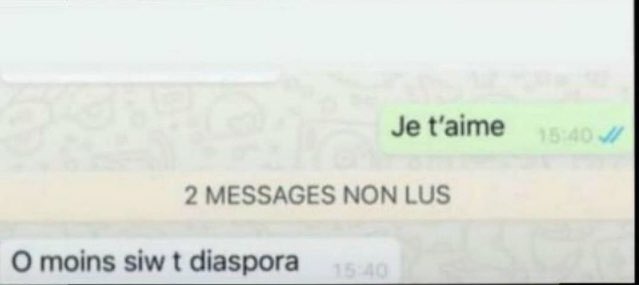 Je t'aime
15:40
2 MESSAGES NON LUS
O moins siw t diaspora
15:40